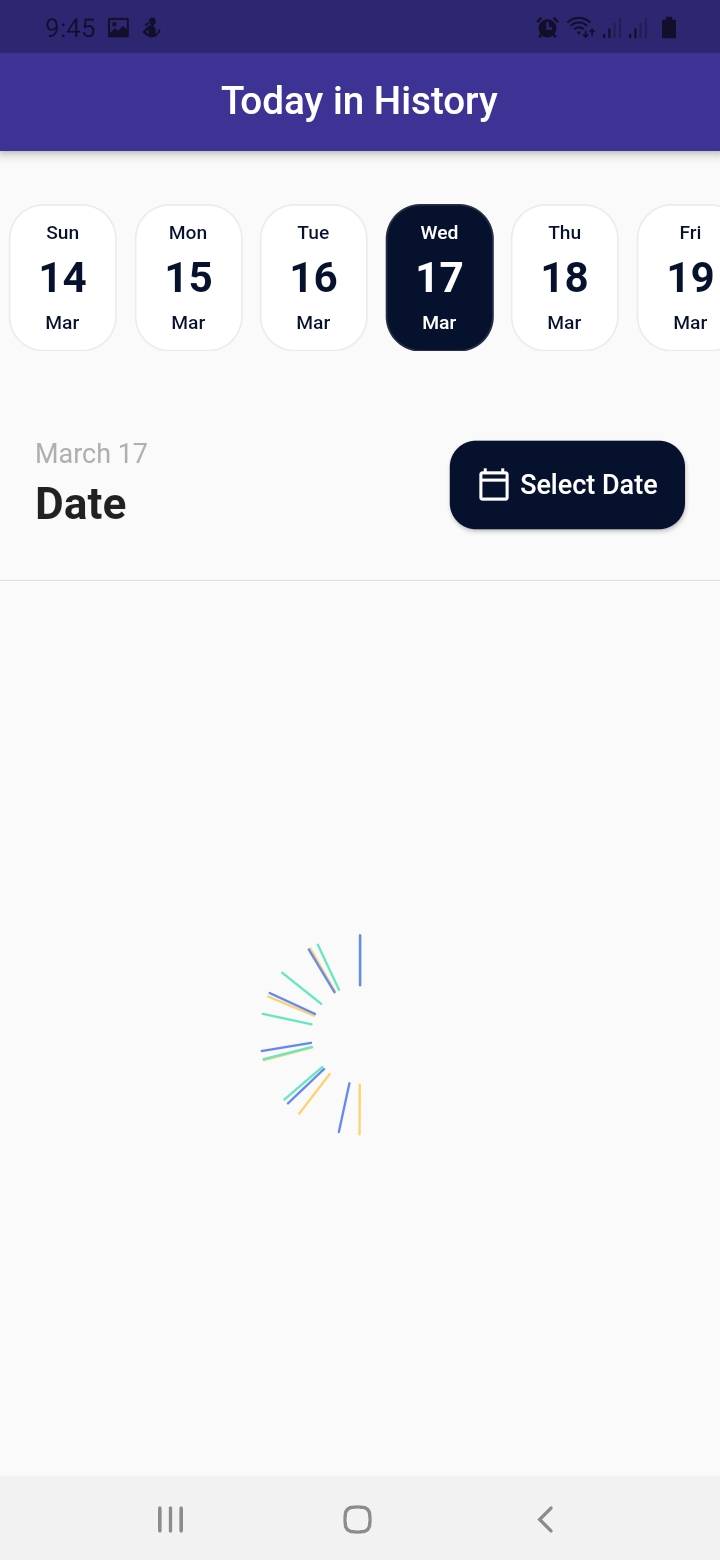 9:45
Today in History
Sun Mon Tue Wed Thu Fri
14 15 16 17 18 19
Mar Mar Mar Mar Mar Mar
March 17
Date
Select Date